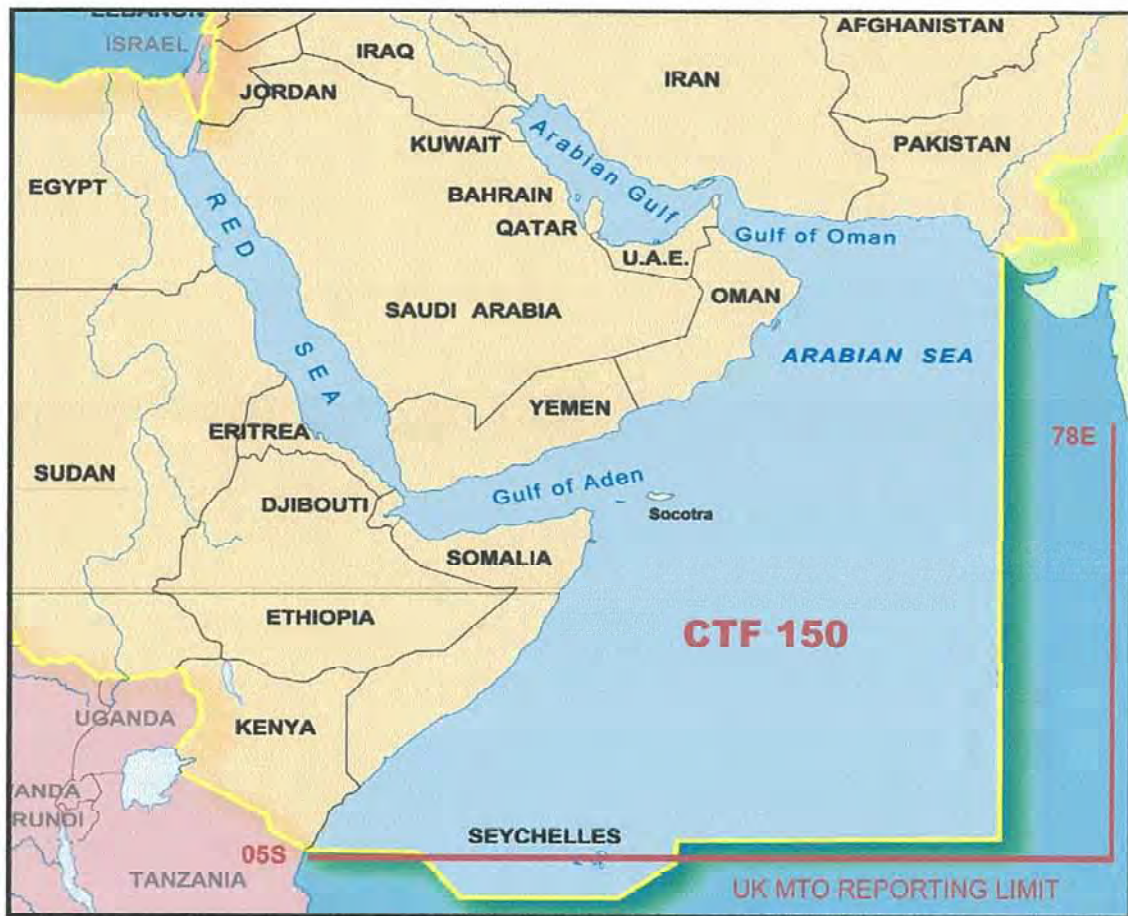 LEBANON
ISRAEL
AFGHANISTAN
IRAQ
IRAN
JORDAN
PAKISTAN
KUWAIT
Arabian Gulf
EGYPT
BAHRAIN
RED SEA
QATAR
Gulf of Oman
U.A.E.
OMAN
SAUDI ARABIA
ARABIAN SEA
YEMEN
ERITREA
78E
SUDAN
Gulf of Aden
DJIBOUTI
Socotra
SOMALIA
ETHIOPIA
CTF 150
UGANDA
KENYA
ANDA
RUNDI
SEYCHELLES
05S
TANZANIA
UK MTO REPORTING LIMIT